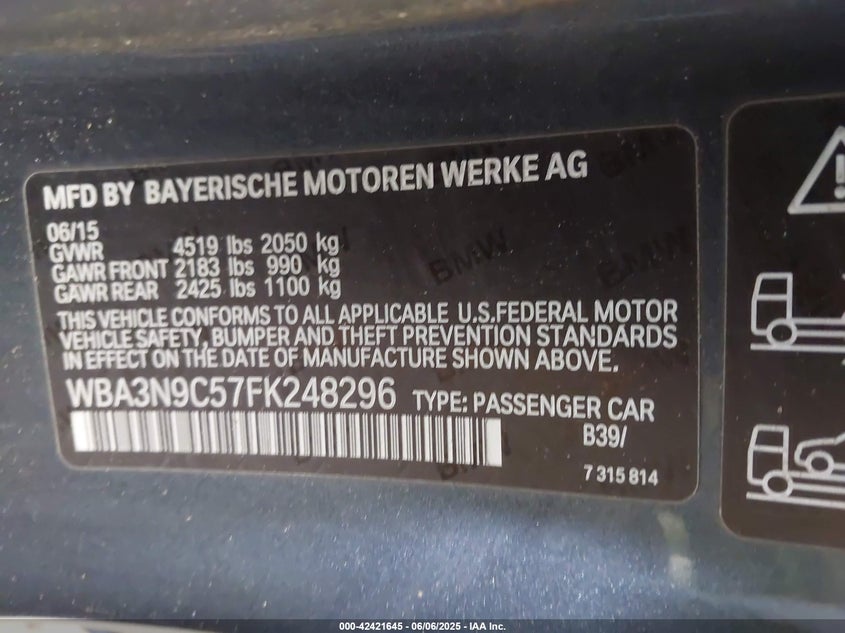 MFD BY BAYERISCHE MOTOREN WERKE AG
06/15
GVWR 4519 lbs 2050 kg
GAWR FRONT 2183 lbs 990 kg
GAWR REAR 2425 lbs 1100 kg
THIS VEHICLE CONFORMS TO ALL APPLICABLE U.S.FEDERAL MOTOR
VEHICLE SAFETY, BUMPER AND THEFT PREVENTION STANDARDS
IN EFFECT ON THE DATE OF MANUFACTURE SHOWN ABOVE.
WBA3N9C57FK248296 TYPE: PASSENGER CAR
B39/
7 315 814
000-42421645 - 06/06/2025 - IAA Inc.